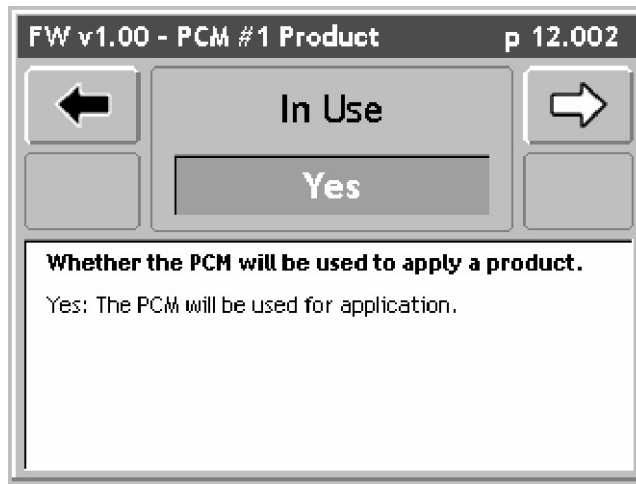 FW v1.00 - PCM #1 Product p 12.002
In Use
Yes
Whether the PCM will be used to apply a product.
Yes: The PCM will be used for application.